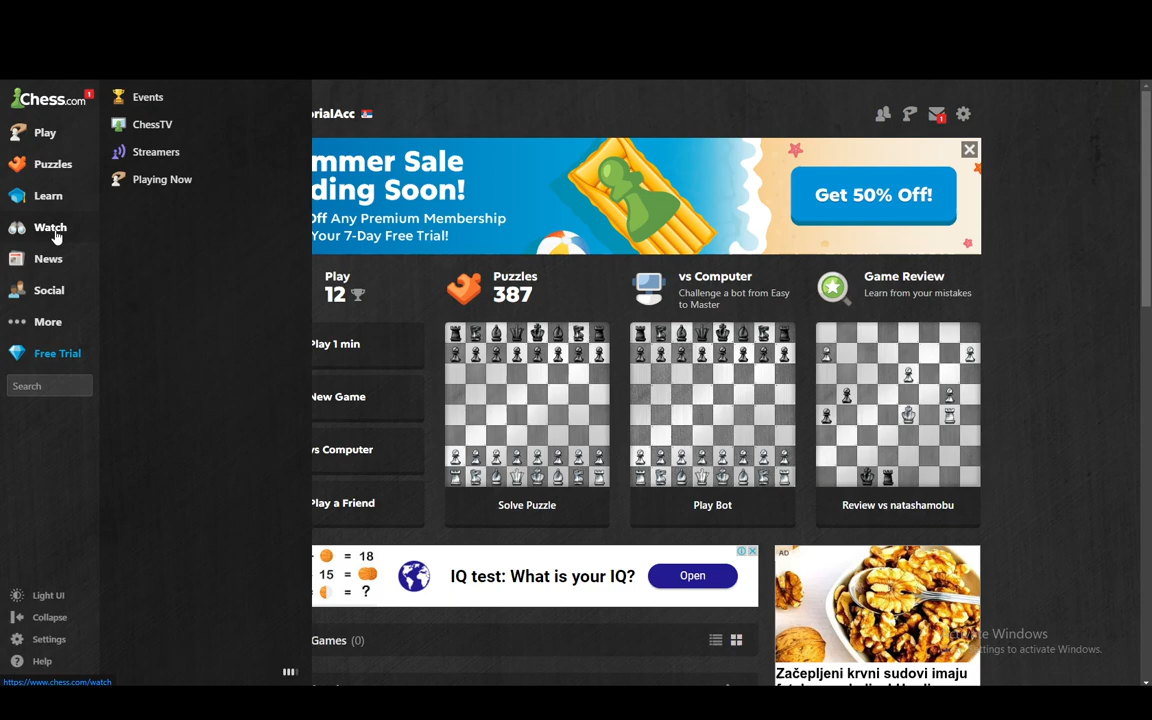 Chess.com 1
Play
Puzzles
Learn
Watch
News
Social
More
Free Trial
Search
Light UI
Collapse
Settings
Help
https://www.chess.com/watch
Events
ChessTV
Streamers
Playing Now
rialAcc
1
mmer Sale
ding Soon!
Off Any Premium Membership
Your 7-Day Free Trial!
Get 50% Off!
Play
12
Puzzles
387
vs Computer
Challenge a bot from Easy
to Master
Game Review
Learn from your mistakes
Play 1 min
New Game
vs Computer
Play a Friend
Solve Puzzle
Play Bot
Review vs natashamobu
= 18
15 =
= ?
IQ test: What is your IQ?
Open
AD
Games (0)
Windows
ttings to activate Windows.
Začepljeni krvni sudovi imaju